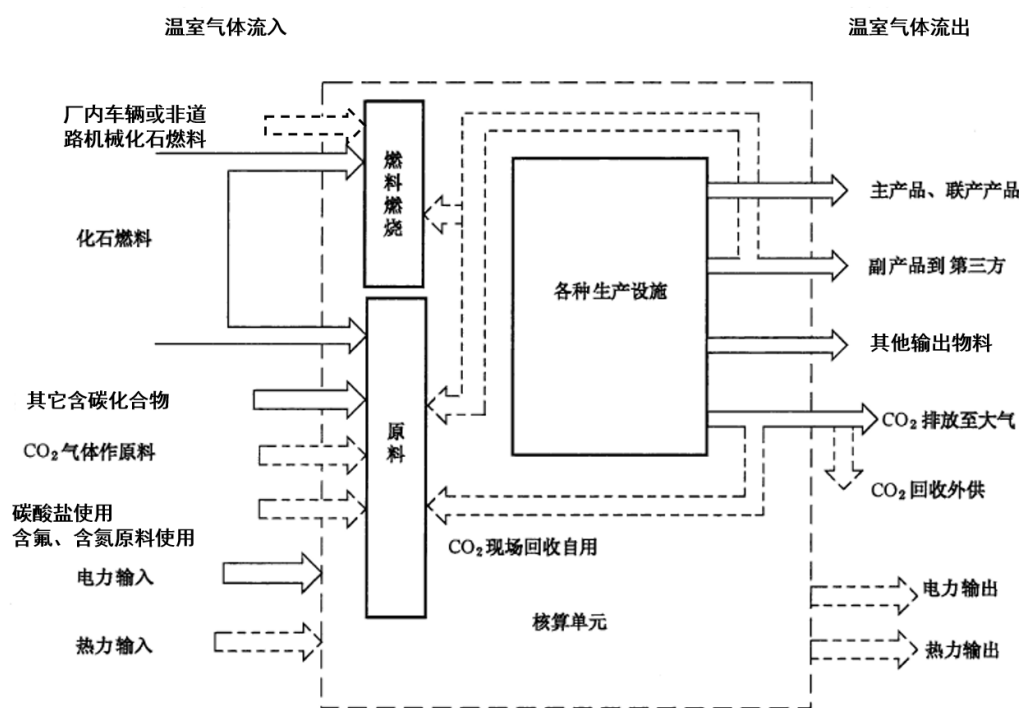 温室气体流入
温室气体流出
厂内车辆或非道
路机械化石燃料
燃料燃烧
化石燃料
各种生产设施
主产品、联产产品
副产品到第三方
其他输出物料
其它含碳化合物
CO₂气体作原料
原料
CO₂排放至大气
CO₂回收外供
碳酸盐使用
含氟、含氮原料使用
CO₂现场回收自用
电力输入
热力输入
核算单元
电力输出
热力输出